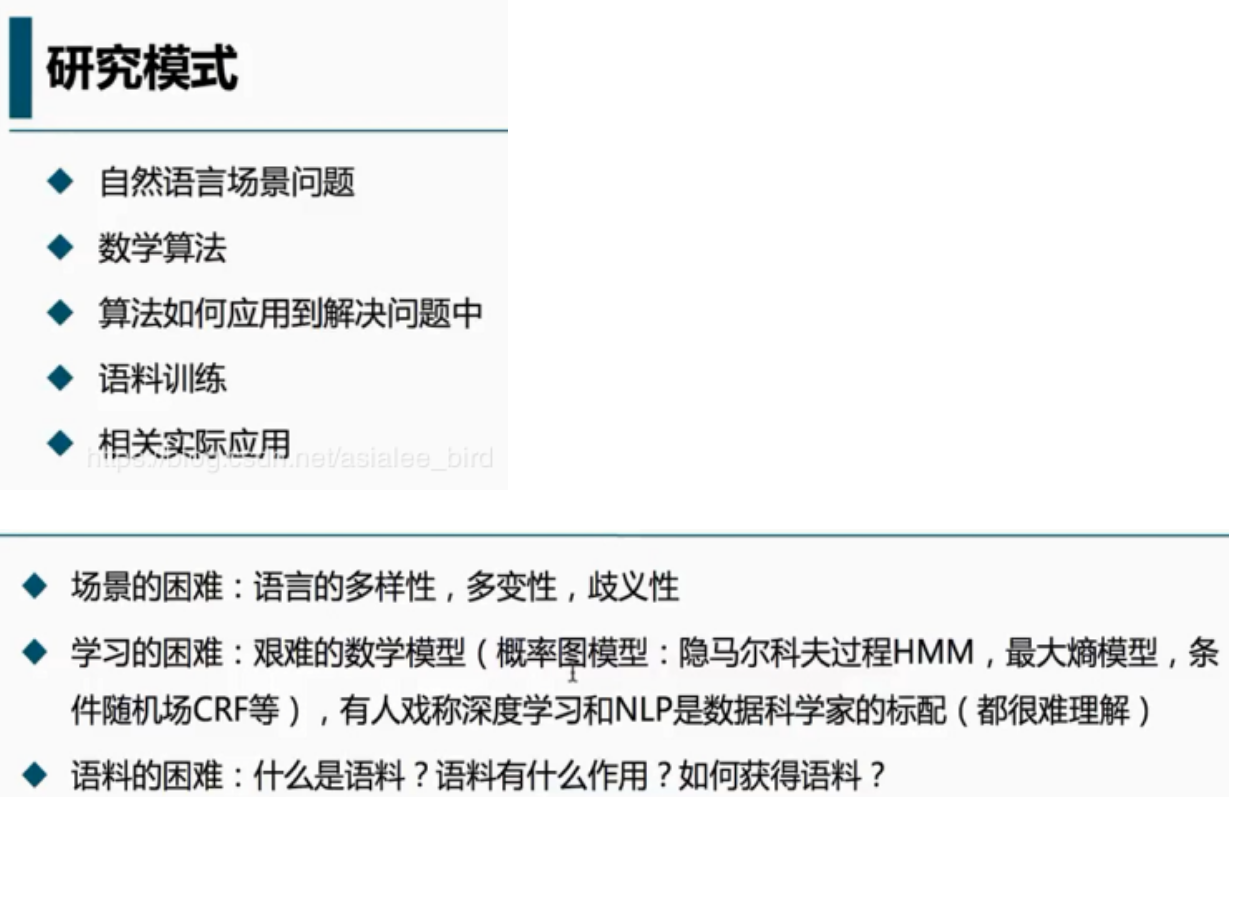 研究模式
自然语言场景问题
数学算法
算法如何应用到解决问题中
语料训练
相关实际应用
https://blog.csdn.net/asialee_bird
场景的困难：语言的多样性，多变性，歧义性
学习的困难：艰难的数学模型（概率图模型：隐马尔科夫过程HMM，最大熵模型，条
件随机场CRF等），有人戏称深度学习和NLP是数据科学家的标配（都很难理解）
语料的困难：什么是语料？语料有什么作用？如何获得语料？